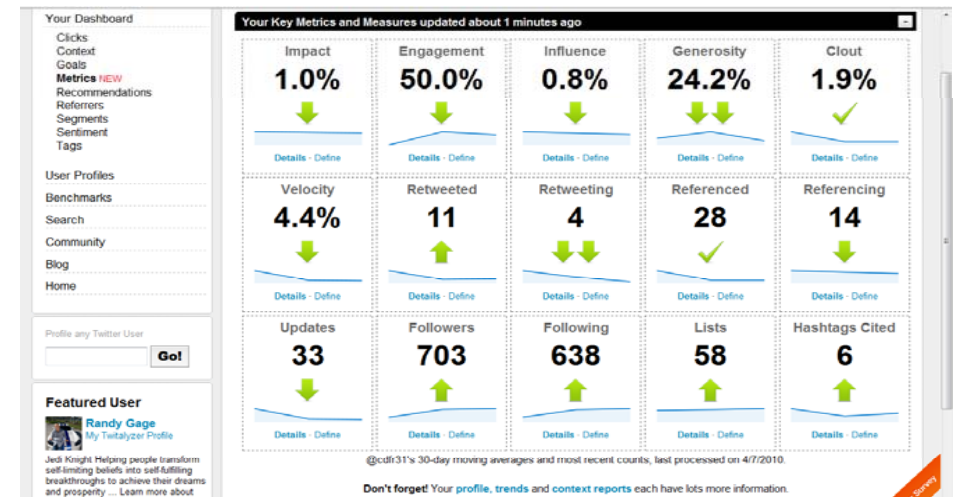 Your Dashboard
Clicks
Context
Goals
Metrics NEW
Recommendations
Referrers
Segments
Sentiment
Tags
User Profiles
Benchmarks
Search
Community
Blog
Home
Profile any Twitter User
Go!
Featured User
Randy Gage
My Twitalyzer Profile
Jedi Knight Helping people transform
self-limiting beliefs into self-fulfilling
breakthroughs to achieve their dreams
and prosperity ... Learn more about
Your Key Metrics and Measures updated about 1 minutes ago
Impact Engagement Influence Generosity Clout
1.0% 50.0% 0.8% 24.2% 1.9%
Details - Define Details - Define Details - Define Details - Define Details - Define
Velocity Retweeted Retweeting Referenced Referencing
4.4% 11 4 28 14
Details - Define Details - Define Details - Define Details - Define Details - Define
Updates Followers Following Lists Hashtags Cited
33 703 638 58 6
Details - Define Details - Define Details - Define Details - Define Details - Define
@cdfr31's 30-day moving averages and most recent counts, last processed on 4/7/2010.
Don't forget! Your profile, trends and context reports each have lots more information.
Survey